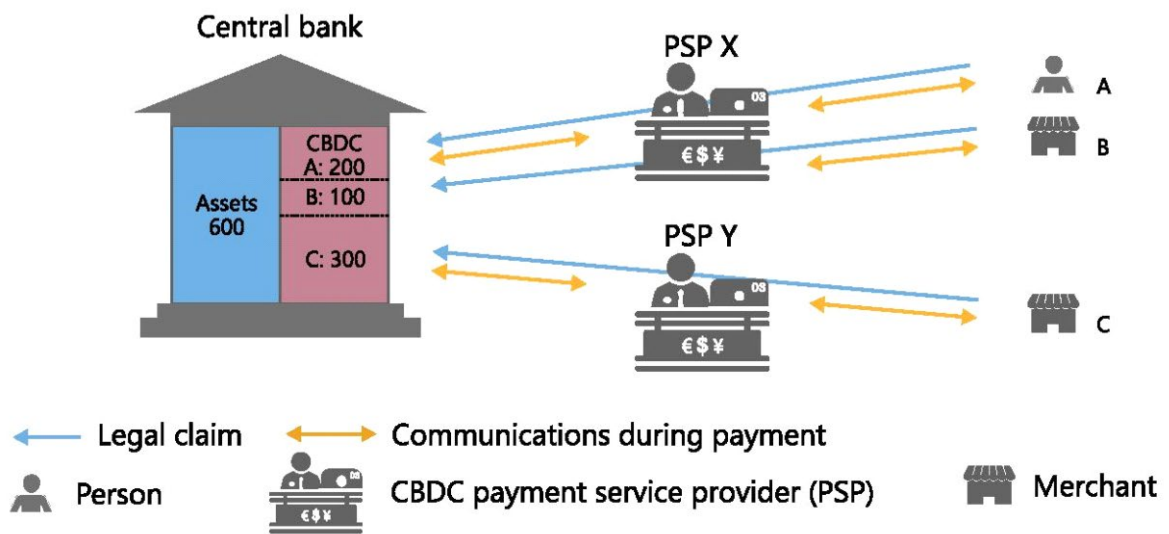 Central bank
PSP X
CBDC
A: 200
B: 100
C: 300
Assets
600
03
€$¥
A
B
PSP Y
03
€$¥
C
Legal claim
Communications during payment
Person
03
€$¥
CBDC payment service provider (PSP)
Merchant